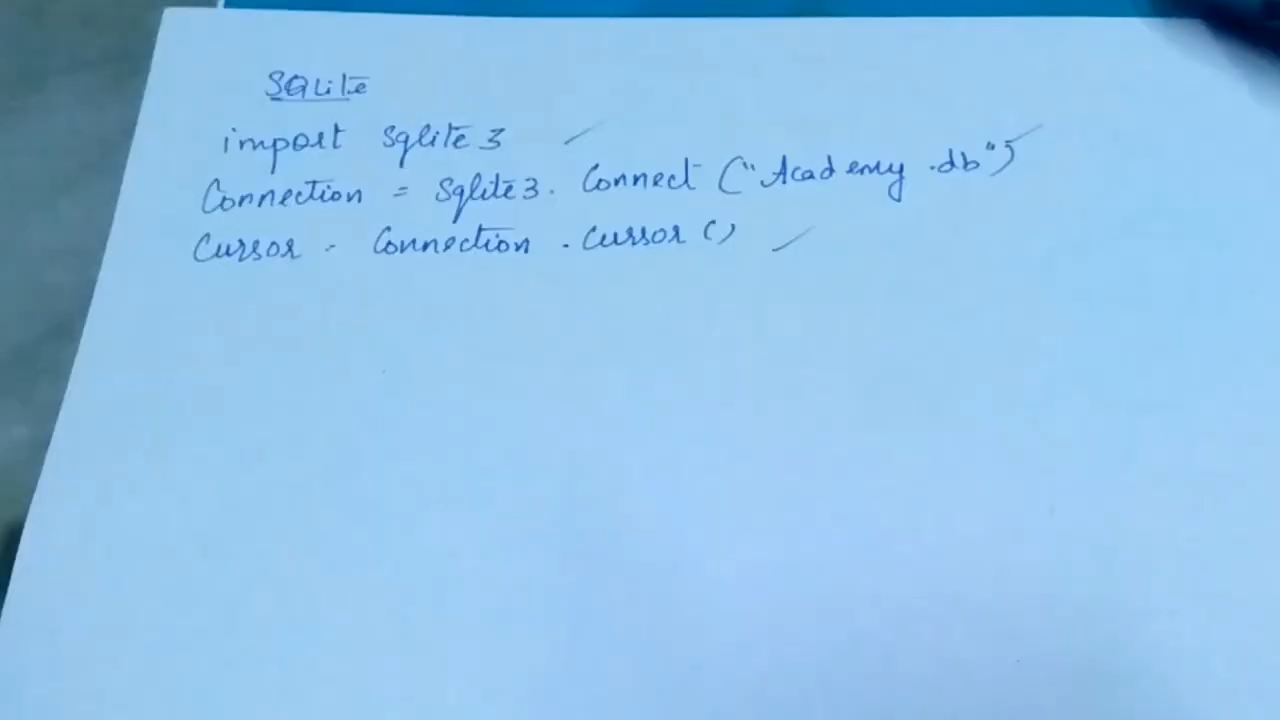 SQLite
import sqlite3
Connection = Sqlite3. Connect ("Academy.db")
Cursor - Connection. Cursor ()